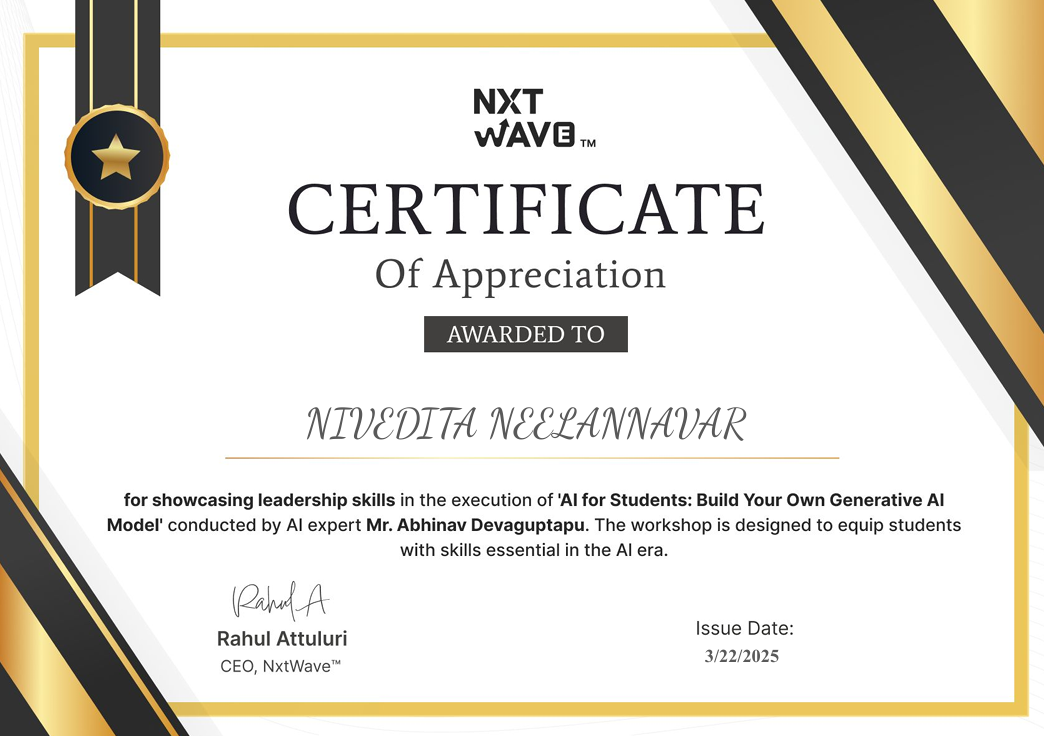 NXT
WAVE™
CERTIFICATE
Of Appreciation
AWARDED TO
NIVEDITA NEELANNAVAR
for showcasing leadership skills in the execution of 'AI for Students: Build Your Own Generative AI
Model' conducted by AI expert Mr. Abhinav Devaguptapu. The workshop is designed to equip students
with skills essential in the AI era.
Rahul A
Rahul Attuluri
CEO, NxtWave™
Issue Date:
3/22/2025